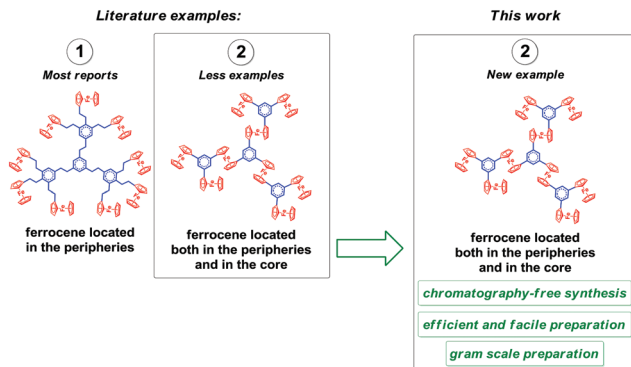 Literature examples:
This work
1
Most reports
2
Less examples
2
New example
ferrocene located
in the peripheries
ferrocene located
both in the peripheries
and in the core
ferrocene located
both in the peripheries
and in the core
chromatography-free synthesis
efficient and facile preparation
gram scale preparation